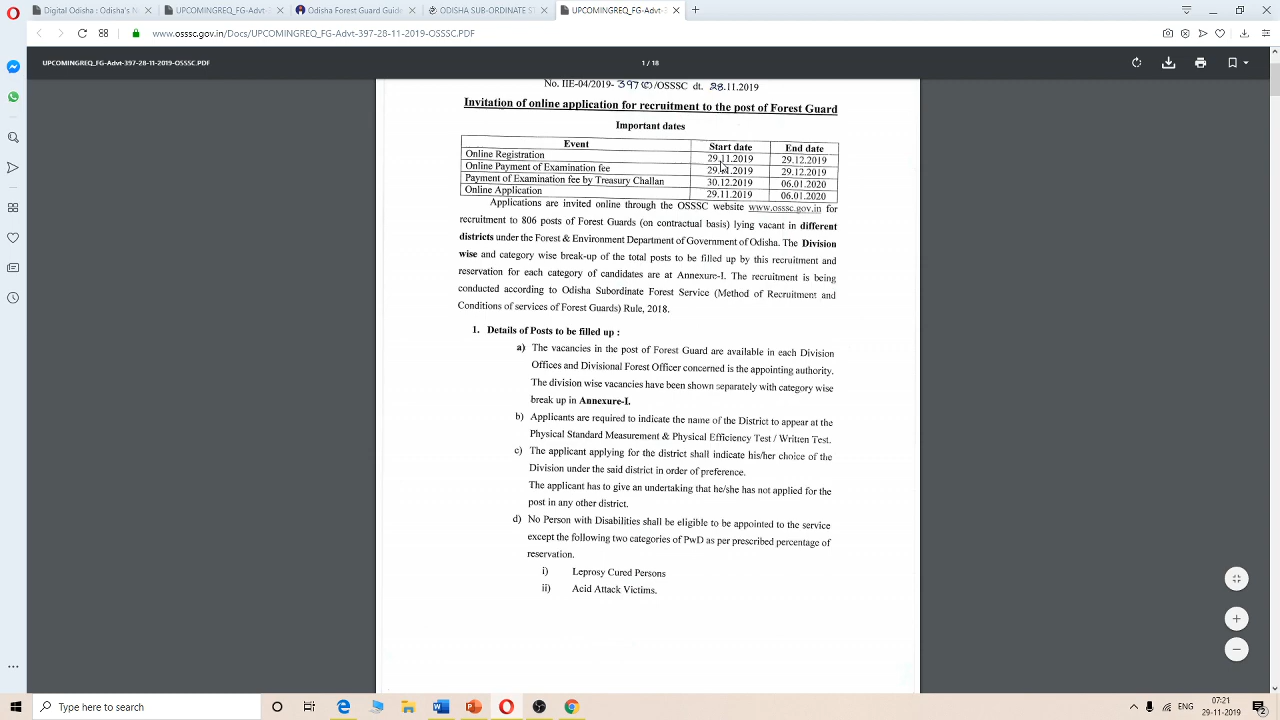 Digital Odisha : Odisha's N
UPCOMINGREQ_FG-Advt-3
Odisha Forest Guard Guide
ODISHA SUBORDINATE ST
UPCOMINGREQ_FG-Advt-3
www.osssc.gov.in/Docs/UPCOMINGREQ_FG-Advt-397-28-11-2019-OSSSC.PDF
UPCOMINGREQ_FG-Advt-397-28-11-2019-OSSSC.PDF
1 / 18
No. IIE-04/2019- 397(C) /OSSSC dt. 28.11.2019
Invitation of online application for recruitment to the post of Forest Guard
Important dates
Event Start date End date
Online Registration 29.11.2019 29.12.2019
Online Payment of Examination fee 29.11.2019 29.12.2019
Payment of Examination fee by Treasury Challan 30.12.2019 06.01.2020
Online Application 29.11.2019 06.01.2020
Applications are invited online through the OSSSC website www.osssc.gov.in for
recruitment to 806 posts of Forest Guards (on contractual basis) lying vacant in different
districts under the Forest & Environment Department of Government of Odisha. The Division
wise and category wise break-up of the total posts to be filled up by this recruitment and
reservation for each category of candidates are at Annexure-I. The recruitment is being
conducted according to Odisha Subordinate Forest Service (Method of Recruitment and
Conditions of services of Forest Guards) Rule, 2018.
1. Details of Posts to be filled up :
a) The vacancies in the post of Forest Guard are available in each Division
Offices and Divisional Forest Officer concerned is the appointing authority.
The division wise vacancies have been shown separately with category wise
break up in Annexure-I.
b) Applicants are required to indicate the name of the District to appear at the
Physical Standard Measurement & Physical Efficiency Test / Written Test.
c) The applicant applying for the district shall indicate his/her choice of the
Division under the said district in order of preference.
The applicant has to give an undertaking that he/she has not applied for the
post in any other district.
d) No Person with Disabilities shall be eligible to be appointed to the service
except the following two categories of PwD as per prescribed percentage of
reservation.
i) Leprosy Cured Persons
ii) Acid Attack Victims.
Type here to search
ENG
07:21
29-11-2019
2